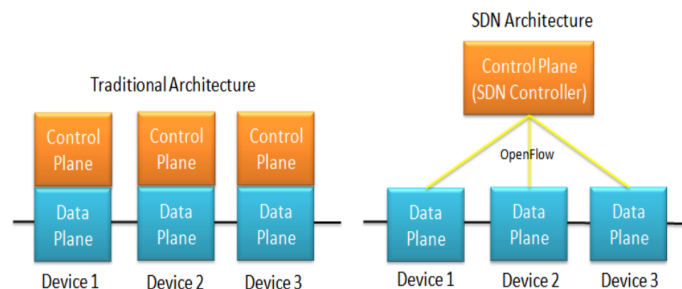 SDN Architecture
Traditional Architecture
Control Plane
(SDN Controller)
Control
Plane
Control
Plane
Control
Plane
OpenFlow
Data
Plane
Data
Plane
Data
Plane
Data
Plane
Data
Plane
Data
Plane
Device 1
Device 2
Device 3
Device 1
Device 2
Device 3